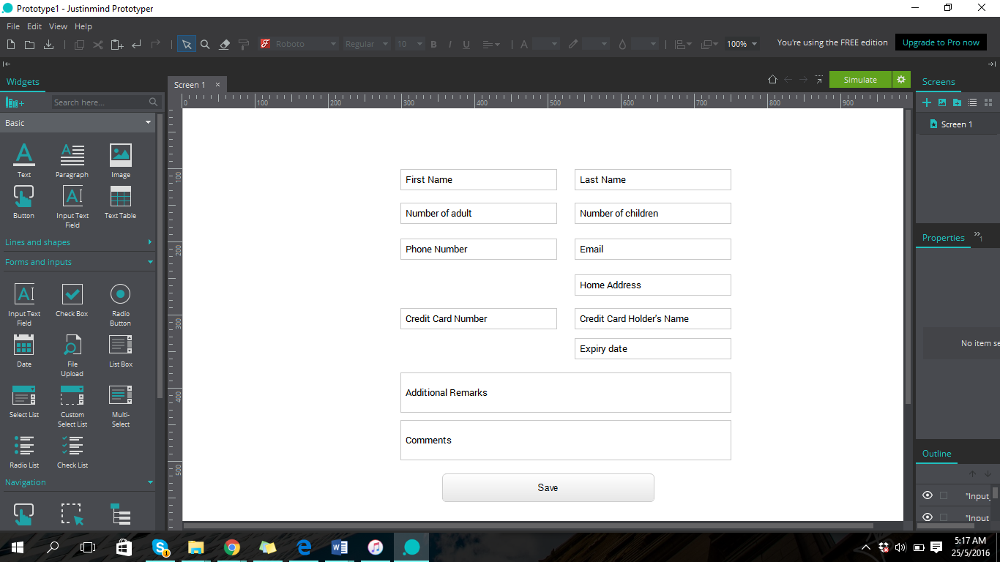 Prototype1 - Justinmind Prototyper
File Edit View Help
Roboto Regular 10 B I U A 100% You're using the FREE edition Upgrade to Pro now
Widgets
Screen 1 ×
Simulate
Screens
Search here...
0 100 200 300 400 500 600 700 800 900
Basic
Screen 1
Text Paragraph Image
Button Input Text Field Text Table
Lines and shapes
Forms and inputs
Input Text Field Check Box Radio Button
Date File Upload List Box
Select List Custom Select List Multi-Select
Radio List Check List
Navigation
100
200
300
400
500
First Name Last Name
Number of adult Number of children
Phone Number Email
Home Address
Credit Card Number Credit Card Holder's Name
Expiry date
Additional Remarks
Comments
Save
Properties 1
No item se
Outline
"Input_
"Input
1
5:17 AM
25/5/2016